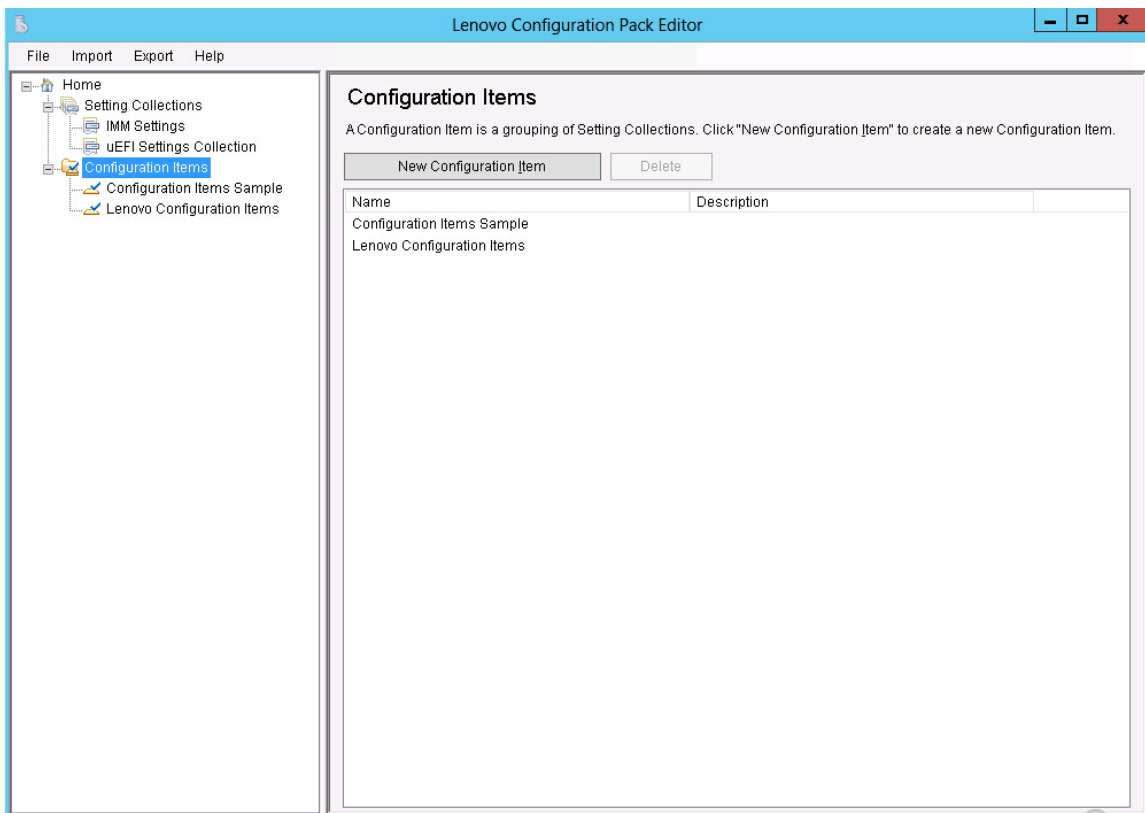 Lenovo Configuration Pack Editor
File Import Export Help
Home
Setting Collections
IMM Settings
uEFI Settings Collection
Configuration Items
Configuration Items Sample
Lenovo Configuration Items
Configuration Items
A Configuration Item is a grouping of Setting Collections. Click "New Configuration Item" to create a new Configuration Item.
New Configuration Item Delete
Name Description
Configuration Items Sample
Lenovo Configuration Items